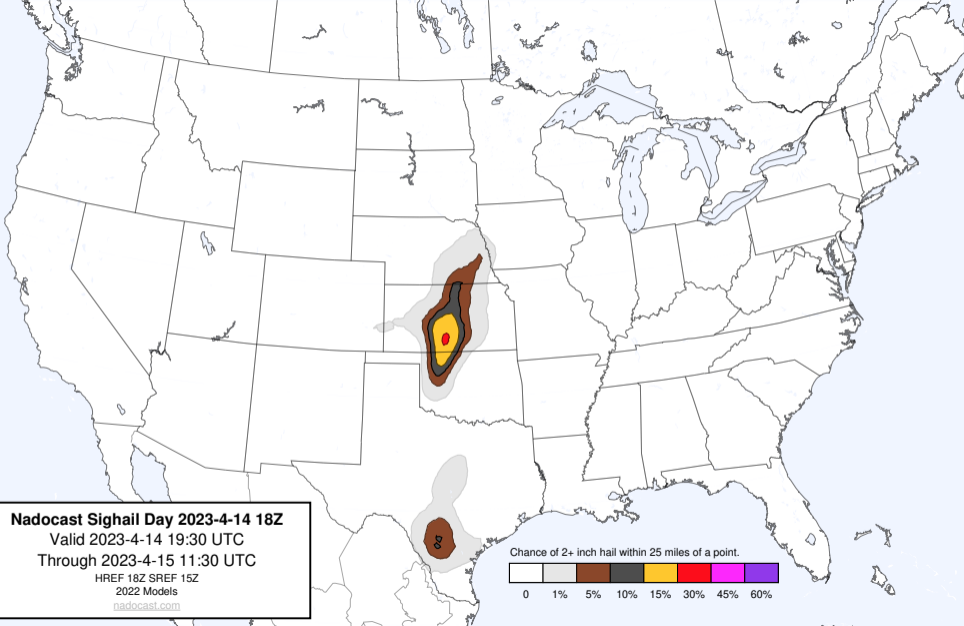 Nadocast Sighail Day 2023-4-14 18Z
Valid 2023-4-14 19:30 UTC
Through 2023-4-15 11:30 UTC
HREF 18Z SREF 15Z
2022 Models
nadocast.com
Chance of 2+ inch hail within 25 miles of a point.
0 1% 5% 10% 15% 30% 45% 60%